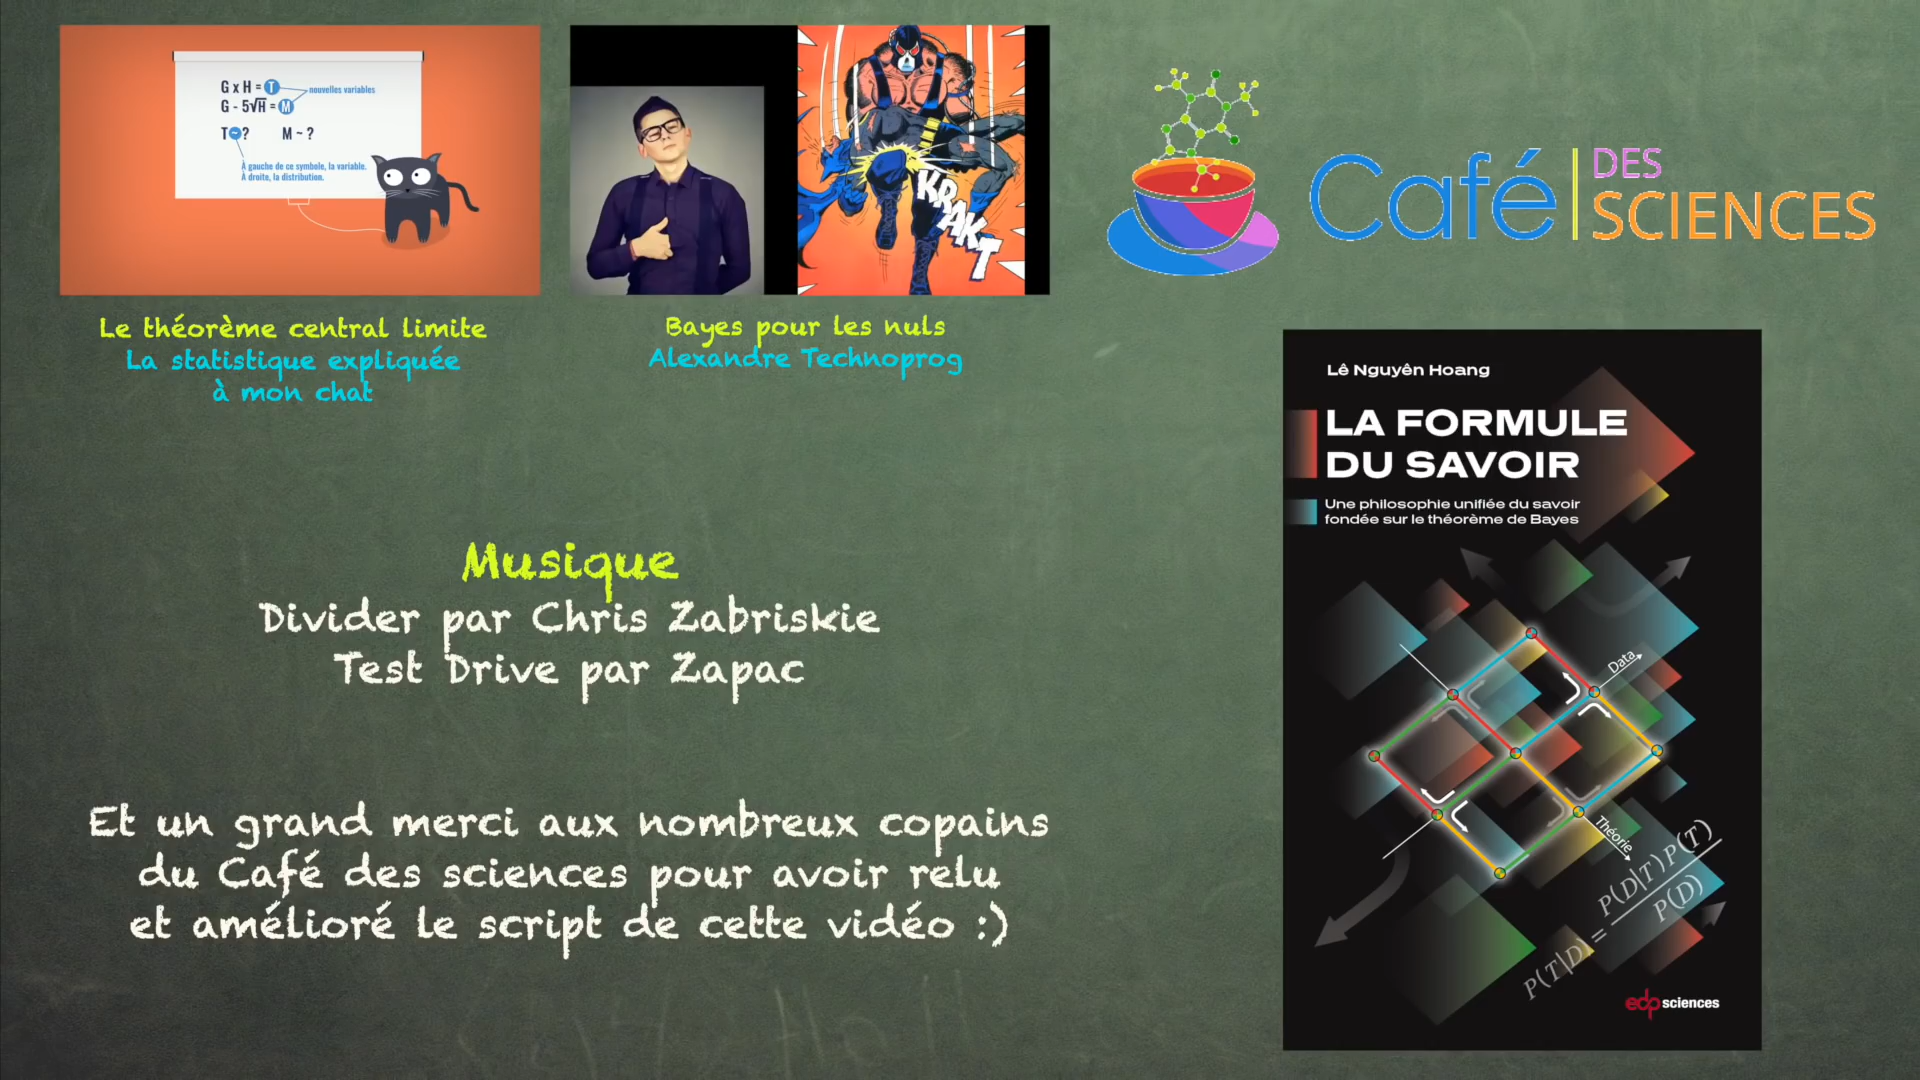 G x H = T
nouvelles variables
G - 5√H = M
T ~ ?
M ~ ?
À gauche de ce symbole, la variable.
À droite, la distribution.
KRAKT
Café DES SCIENCES
Le théorème central limite
La statistique expliquée
à mon chat
Bayes pour les nuls
Alexandre Technoprog
Lê Nguyên Hoang
LA FORMULE
DU SAVOIR
Une philosophie unifiée du savoir
fondée sur le théorème de Bayes
Data
Théorie
P(T|D) = P(D|T)P(T)
P(D)
edp sciences
Musique
Divider par Chris Zabriskie
Test Drive par Zapac
Et un grand merci aux nombreux copains
du Café des sciences pour avoir relu
et amélioré le script de cette vidéo :)